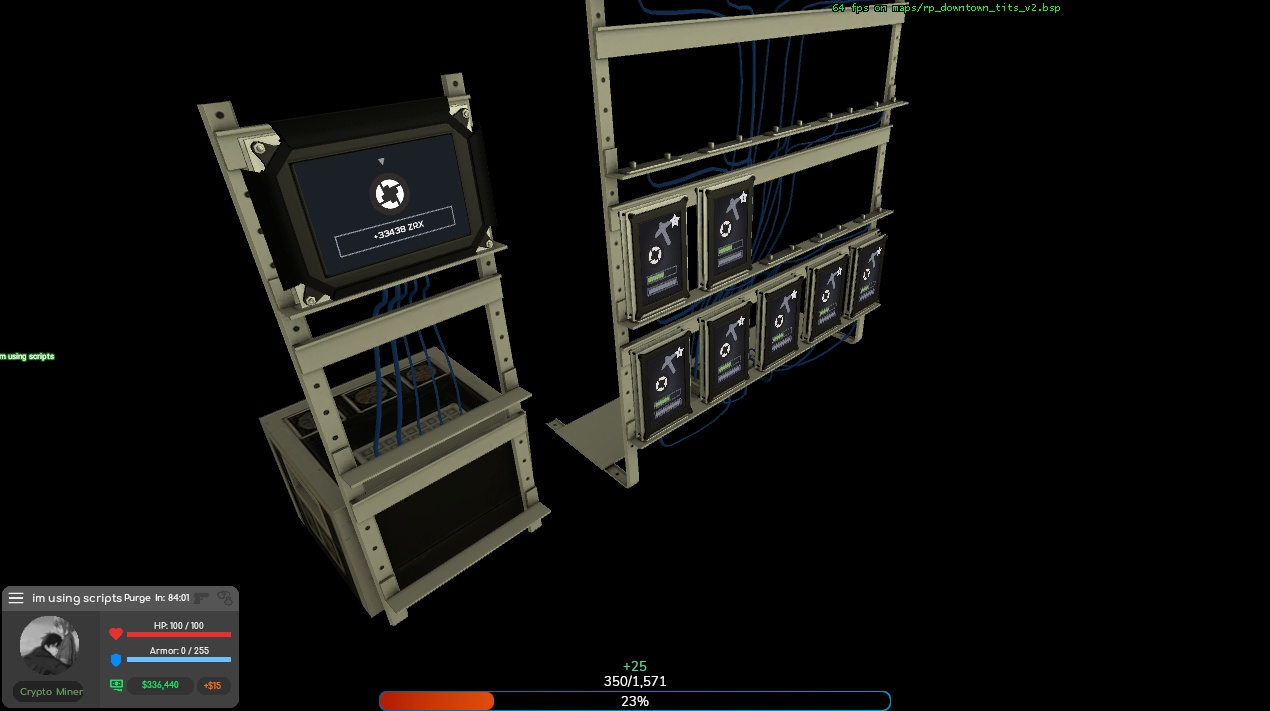 64 fps on maps/rp_downtown_tits_v2.bsp
+33438 ZRX
m using scripts
im using scripts Purge In: 84:01
HP: 100 / 100
Armor: 0 / 255
Crypto Miner
$336,440
+$15
+25
350/1,571
23%